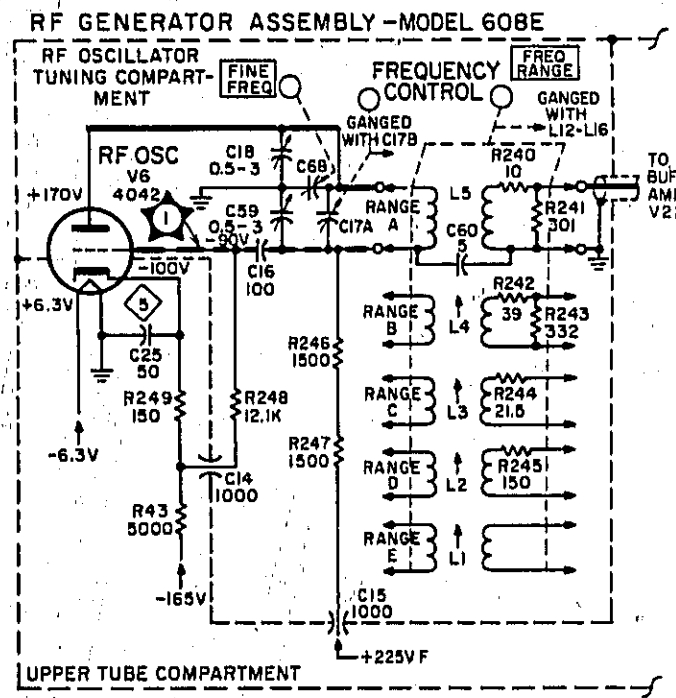 RF GENERATOR ASSEMBLY-MODEL 608E
RF OSCILLATOR
TUNING COMPART-
MENT
FINE
FREQ
FREQUENCY
CONTROL
FREQ
RANGE
GANGED
WITH C17B
GANGED
WITH
L12-L16
RF OSC
V6
4042
1
+170V
C18
0.5-3
C6B
C59
0.5-3
-90V
C17A
C16
100
-100V
RANGE
A
L5
C60
5
R240
10
R241
301
TO
BUF
AMP
V2
+6.3V
5
C25
50
R249
150
R248
12.1K
R246
1500
R247
1500
RANGE
B
L4
R242
39
R243
332
RANGE
C
L3
R244
21.5
RANGE
D
L2
R245
150
RANGE
E
L1
-6.3V
C14
1000
R43
5000
-165V
C15
1000
+225V F
UPPER TUBE COMPARTMENT